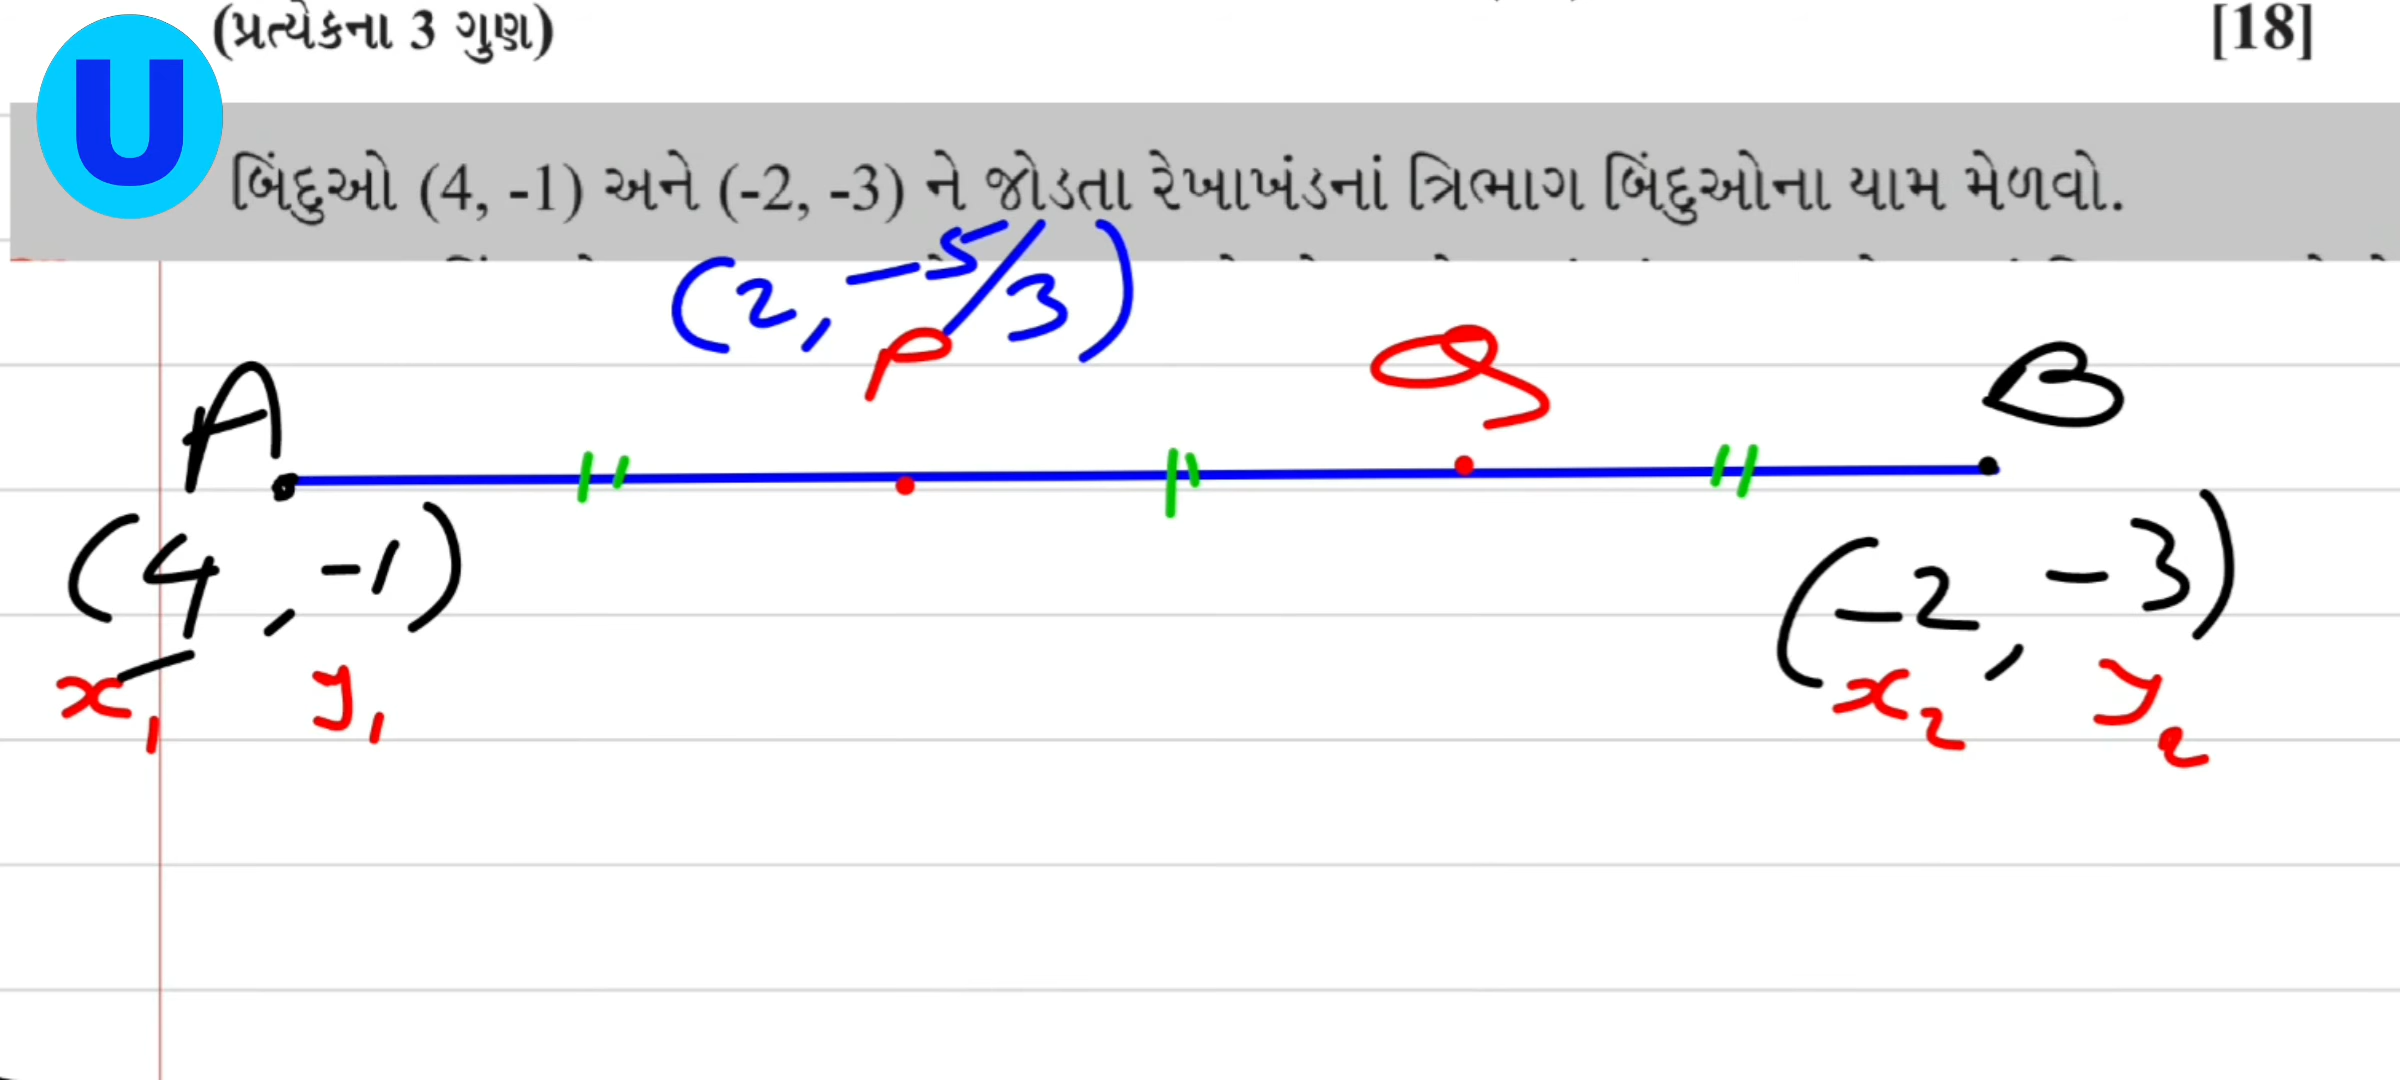 (પ્રત્યેકના 3 ગુણ) [18]
U
બિંદુઓ (4, -1) અને (-2, -3) ને જોડતા રેખાખંડનાં ત્રિભાગ બિંદુઓના યામ મેળવો.
(2, -5/3)
A P Q B
(4, -1) (-2, -3)
x1 y1 x2 y2